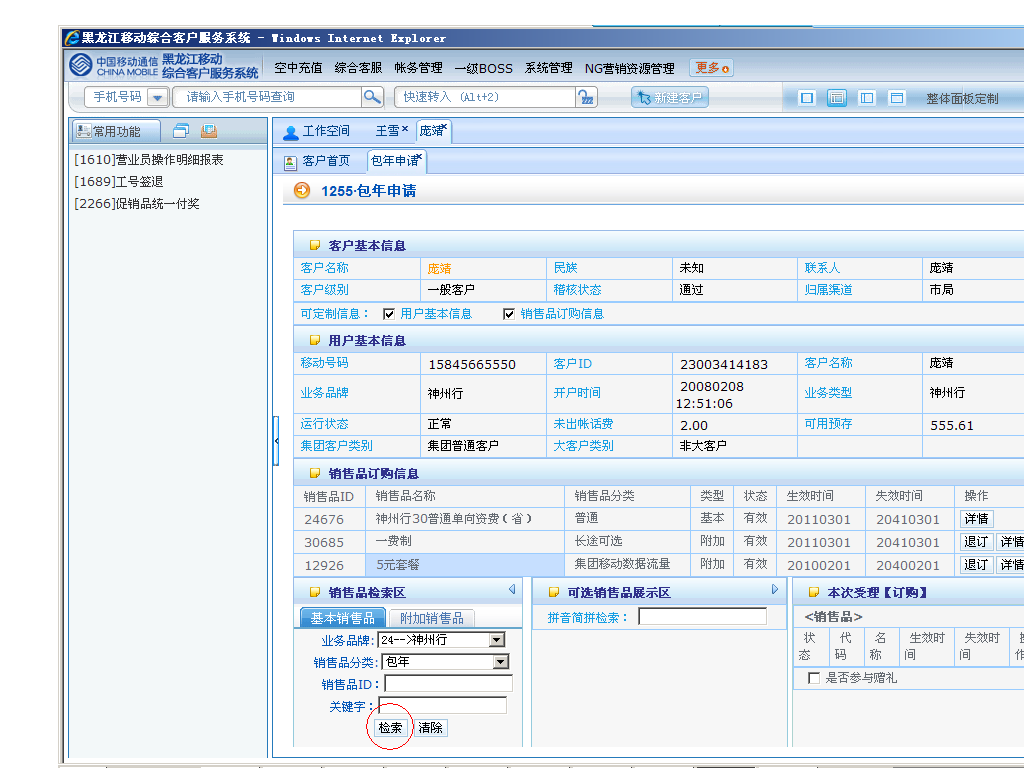 黑龙江移动综合客户服务系统 - Windows Internet Explorer
中国移动通信 CHINA MOBILE 黑龙江移动 综合客户服务系统
空中充值 综合客服 帐务管理 一级BOSS 系统管理 NG营销资源管理 更多
手机号码 请输入手机号码查询 快速转入 (Alt+2) 新建客户 整体面板定制
常用功能
[1610]营业员操作明细报表
[1689]工号签退
[2266]促销品统一付奖
工作空间 王雪× 庞渚×
客户首页 包年申请×
1255·包年申请
客户基本信息
客户名称 庞渚 民族 未知 联系人 庞渚
客户级别 一般客户 稽核状态 通过 归属渠道 市局
可定制信息: 用户基本信息 销售品订购信息
用户基本信息
移动号码 15845665550 客户ID 23003414183 客户名称 庞渚
业务品牌 神州行 开户时间 20080208 12:51:06 业务类型 神州行
运行状态 正常 未出帐话费 2.00 可用预存 555.61
集团客户类别 集团普通客户 大客户类别 非大客户
销售品订购信息
销售品ID 销售品名称 销售品分类 类型 状态 生效时间 失效时间 操作
24676 神州行30普通单向资费(省) 普通 基本 有效 20110301 20410301 详情
30685 一费制 长途可选 附加 有效 20110301 20410301 退订 详情
12926 5元套餐 集团移动数据流量 附加 有效 20100201 20400201 退订 详情
销售品检索区 可选销售品展示区 本次受理【订购】
基本销售品 附加销售品 拼音简拼检索: <销售品>
状态 代码 名称 生效时间 失效时间
业务品牌: 24-->神州行
销售品分类: 包年
销售品ID:
关键字:
检索 清除
是否参与赠礼